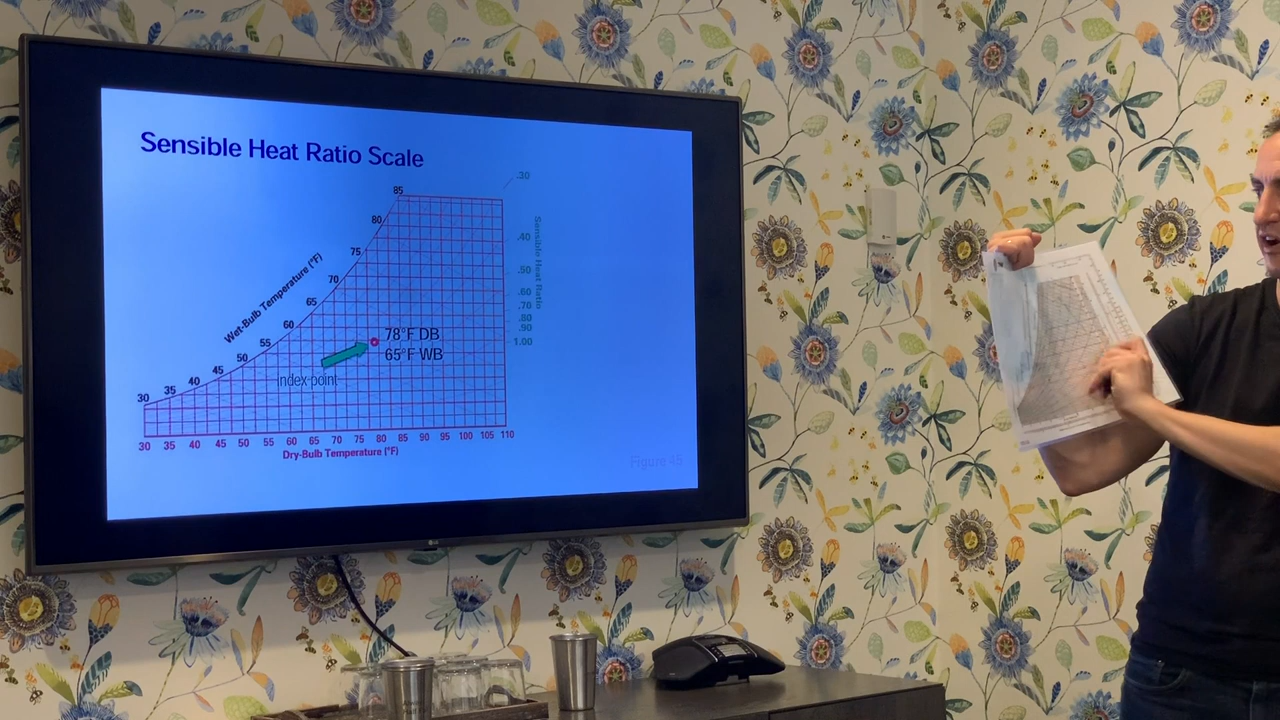 Sensible Heat Ratio Scale
.30
85
80
Sensible Heat Ratio
.40
75
Wet-Bulb Temperature (°F)
70
.50
65
.60
.70
60
.80
.90
78°F DB
55
1.00
65°F WB
50
45
Index point
40
35
30
30 35 40 45 50 55 60 65 70 75 80 85 90 95 100 105 110
Dry-Bulb Temperature (°F)
Figure 45
LG